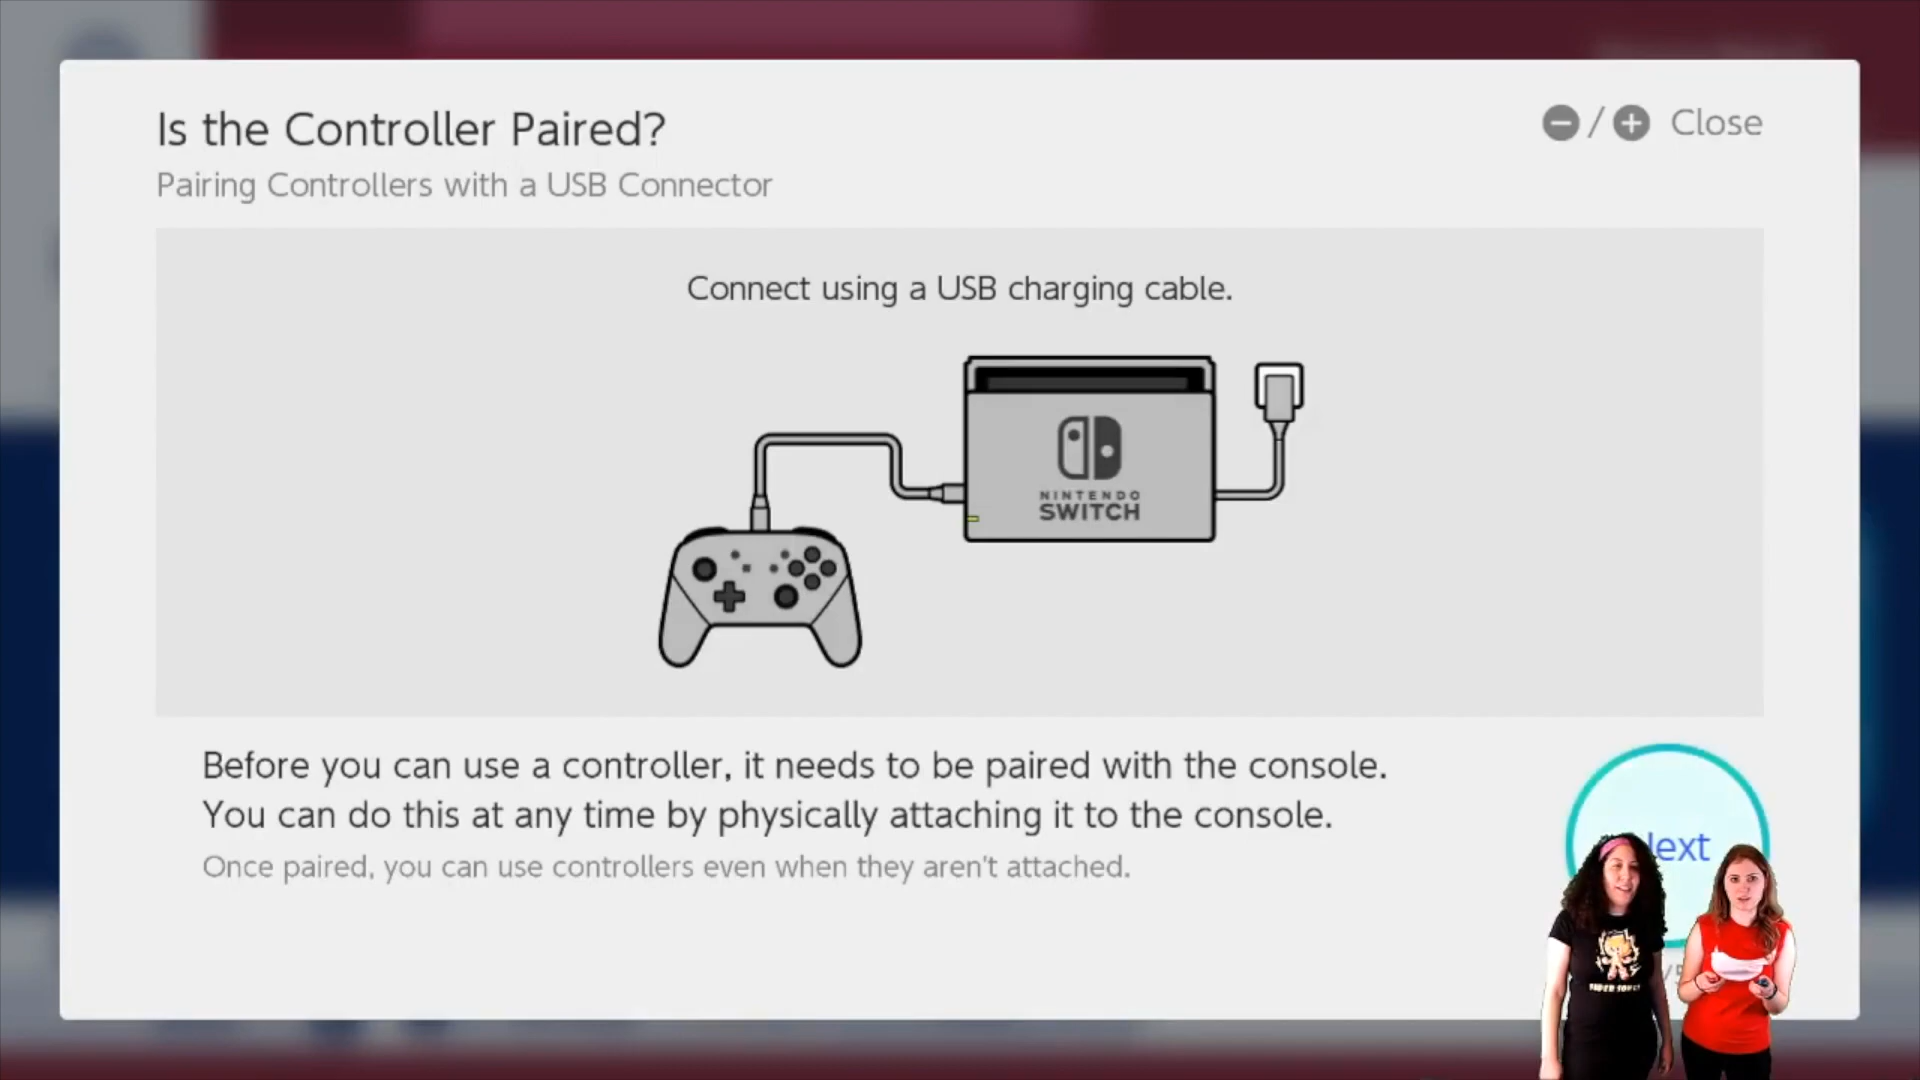 Is the Controller Paired?
Close
Pairing Controllers with a USB Connector
Connect using a USB charging cable.
NINTENDO
SWITCH
Before you can use a controller, it needs to be paired with the console.
You can do this at any time by physically attaching it to the console.
Once paired, you can use controllers even when they aren't attached.